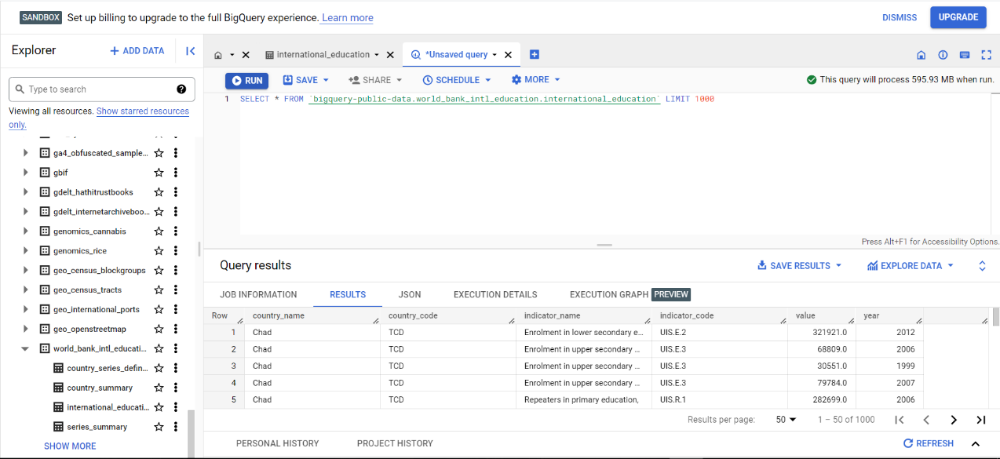 SANDBOX Set up billing to upgrade to the full BigQuery experience. Learn more DISMISS UPGRADE
Explorer + ADD DATA
Type to search
Viewing all resources. Show starred resources
only.
ga4_obfuscated_sample...
gbif
gdelt_hathitrustbooks
gdelt_internetarchiveboo...
genomics_cannabis
genomics_rice
geo_census_blockgroups
geo_census_tracts
geo_international_ports
geo_openstreetmap
world_bank_intl_educati...
country_series_defin...
country_summary
international_educati...
series_summary
SHOW MORE
international_education *Unsaved query
RUN SAVE SHARE SCHEDULE MORE This query will process 595.93 MB when run.
1 SELECT * FROM `bigquery-public-data.world_bank_intl_education.international_education` LIMIT 1000
Press Alt+F1 for Accessibility Options.
Query results SAVE RESULTS EXPLORE DATA
JOB INFORMATION RESULTS JSON EXECUTION DETAILS EXECUTION GRAPH PREVIEW
Row country_name country_code indicator_name indicator_code value year
1 Chad TCD Enrolment in lower secondary e... UIS.E.2 321921.0 2012
2 Chad TCD Enrolment in upper secondary ... UIS.E.3 68809.0 2006
3 Chad TCD Enrolment in upper secondary ... UIS.E.3 30551.0 1999
4 Chad TCD Enrolment in upper secondary ... UIS.E.3 79784.0 2007
5 Chad TCD Repeaters in primary education, UIS.R.1 282699.0 2006
Results per page: 50 1 – 50 of 1000
PERSONAL HISTORY PROJECT HISTORY REFRESH